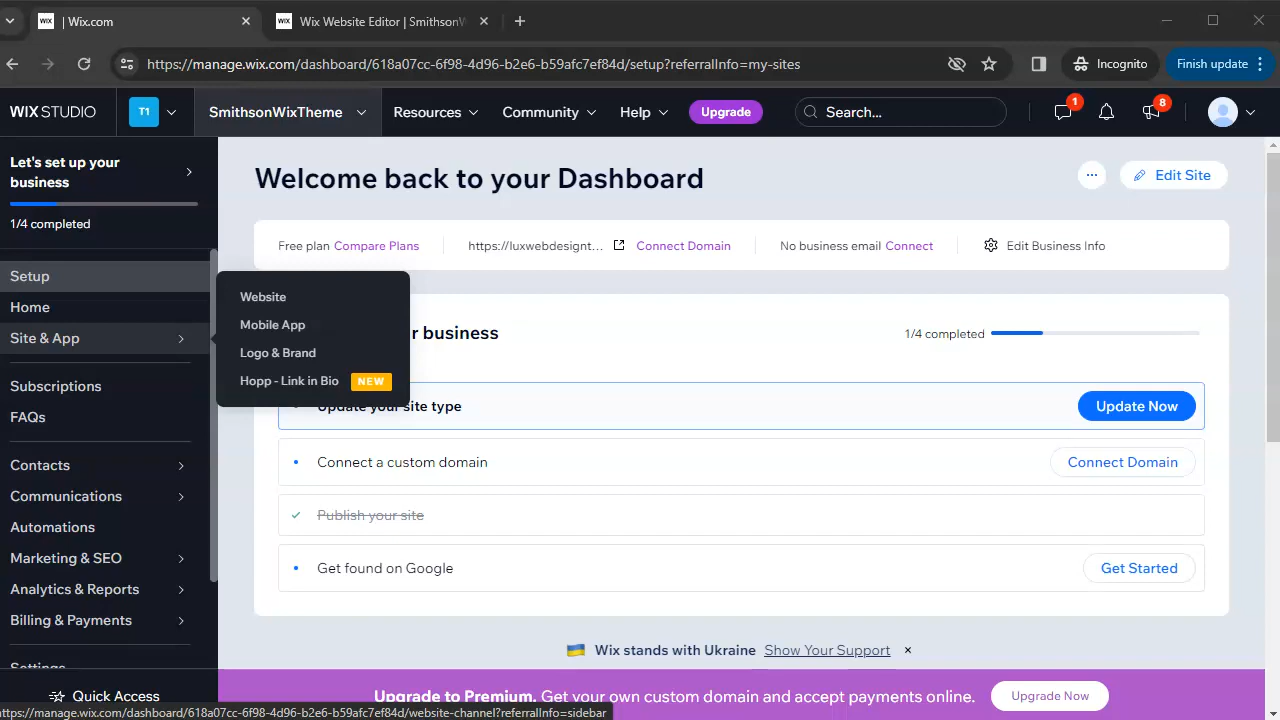 WIX | Wix.com
WIX Wix Website Editor | SmithsonW
https://manage.wix.com/dashboard/618a07cc-6f98-4d96-b2e6-b59afc7ef84d/setup?referralInfo=my-sites
Incognito
Finish update
WIX STUDIO
T1
SmithsonWixTheme
Resources
Community
Help
Upgrade
Search...
1
8
Let's set up your
business
1/4 completed
Setup
Home
Site & App
Subscriptions
FAQs
Contacts
Communications
Automations
Marketing & SEO
Analytics & Reports
Billing & Payments
Settings
Quick Access
Website
Mobile App
Logo & Brand
Hopp - Link in Bio NEW
Welcome back to your Dashboard
... Edit Site
Free plan Compare Plans
https://luxwebdesignt... Connect Domain
No business email Connect
Edit Business Info
r business
1/4 completed
Update your site type
Update Now
Connect a custom domain
Connect Domain
Publish your site
Get found on Google
Get Started
Wix stands with Ukraine Show Your Support
Upgrade to Premium. Get your own custom domain and accept payments online.
Upgrade Now
https://manage.wix.com/dashboard/618a07cc-6f98-4d96-b2e6-b59afc7ef84d/website-channel?referralInfo=sidebar